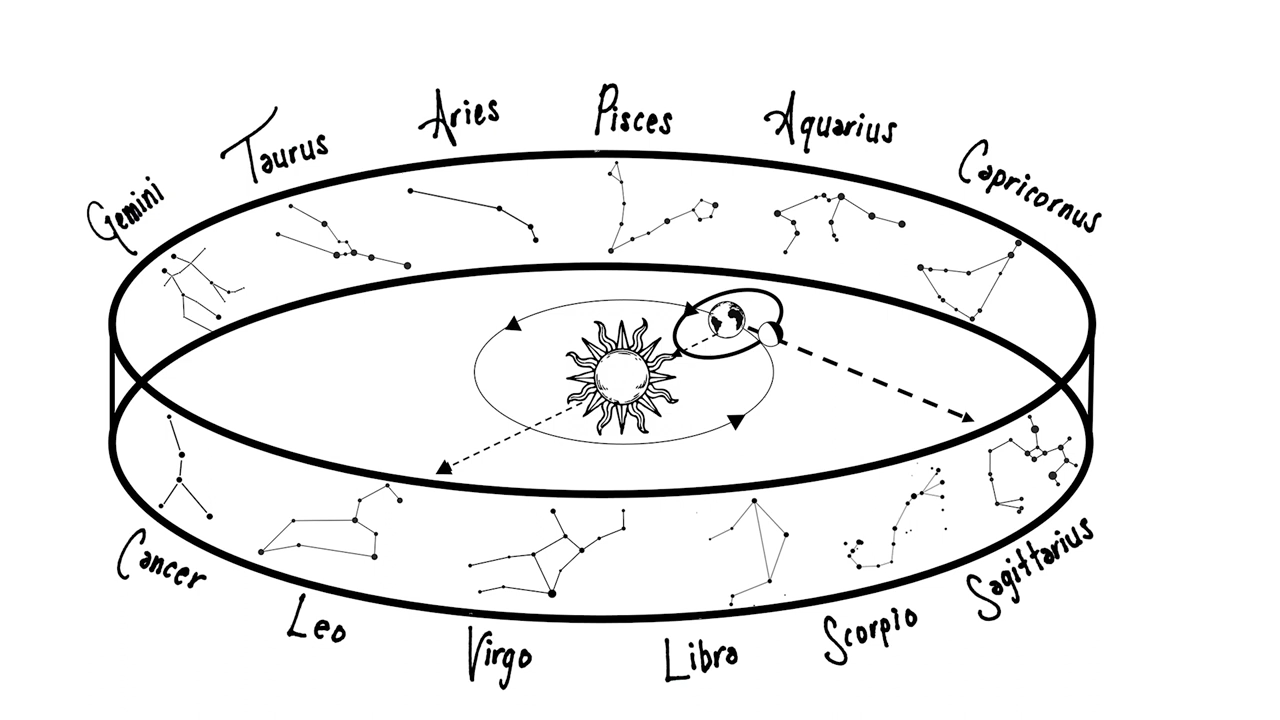 Gemini
Taurus
Aries
Pisces
Aquarius
Capricornus
Cancer
Leo
Virgo
Libra
Scorpio
Sagittarius